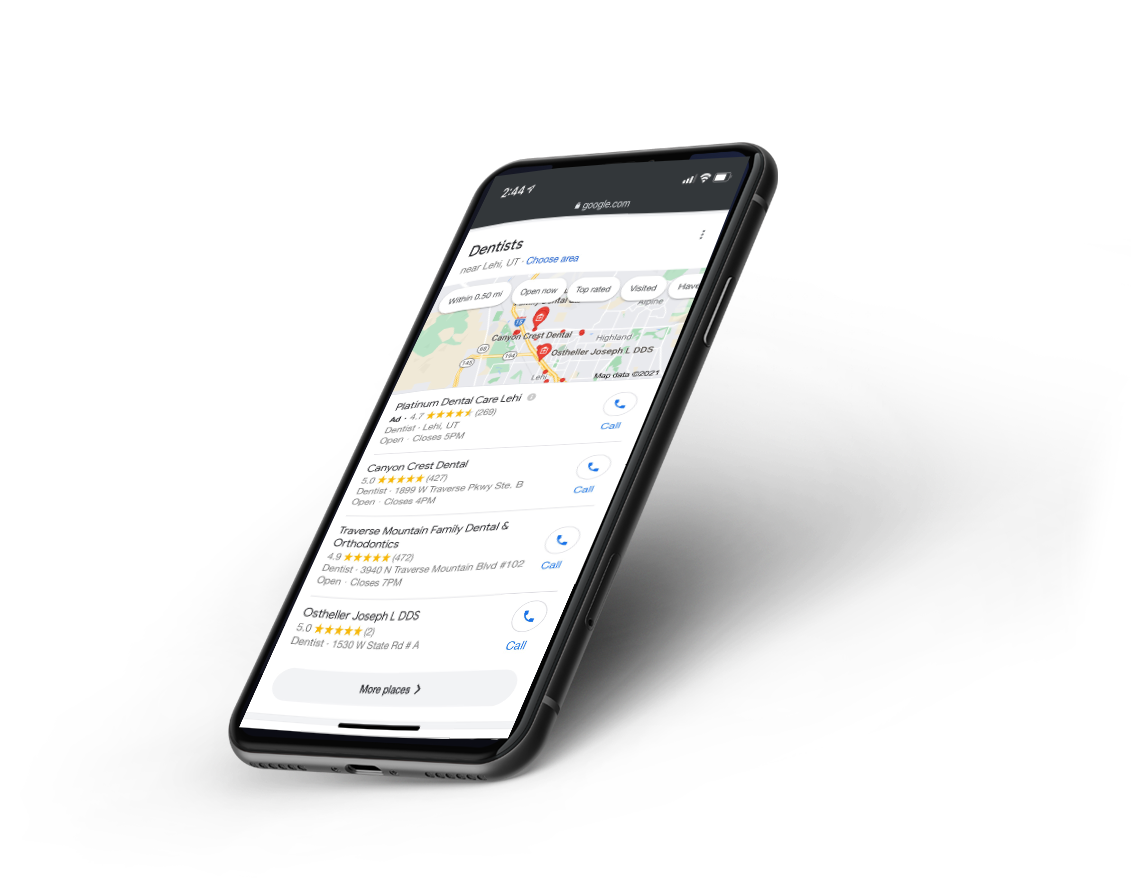 2:44
google.com
Dentists
near Lehi, UT · Choose area
Within 0.50 mi
Open now
Top rated
Visited
Have
Alpine
15
Canyon Crest Dental
Highland
68
Ostheller Joseph L DDS
145
194
Lehi
Map data ©2021
Platinum Dental Care Lehi
Ad · 4.7 ★★★★★ (269)
Dentist · Lehi, UT
Open · Closes 5PM
Call
Canyon Crest Dental
5.0 ★★★★★ (427)
Dentist · 1899 W Traverse Pkwy Ste. B
Open · Closes 4PM
Call
Traverse Mountain Family Dental &
Orthodontics
4.9 ★★★★★ (472)
Dentist · 3940 N Traverse Mountain Blvd #102
Open · Closes 7PM
Call
Ostheller Joseph L DDS
5.0 ★★★★★ (2)
Dentist · 1530 W State Rd # A
Call
More places